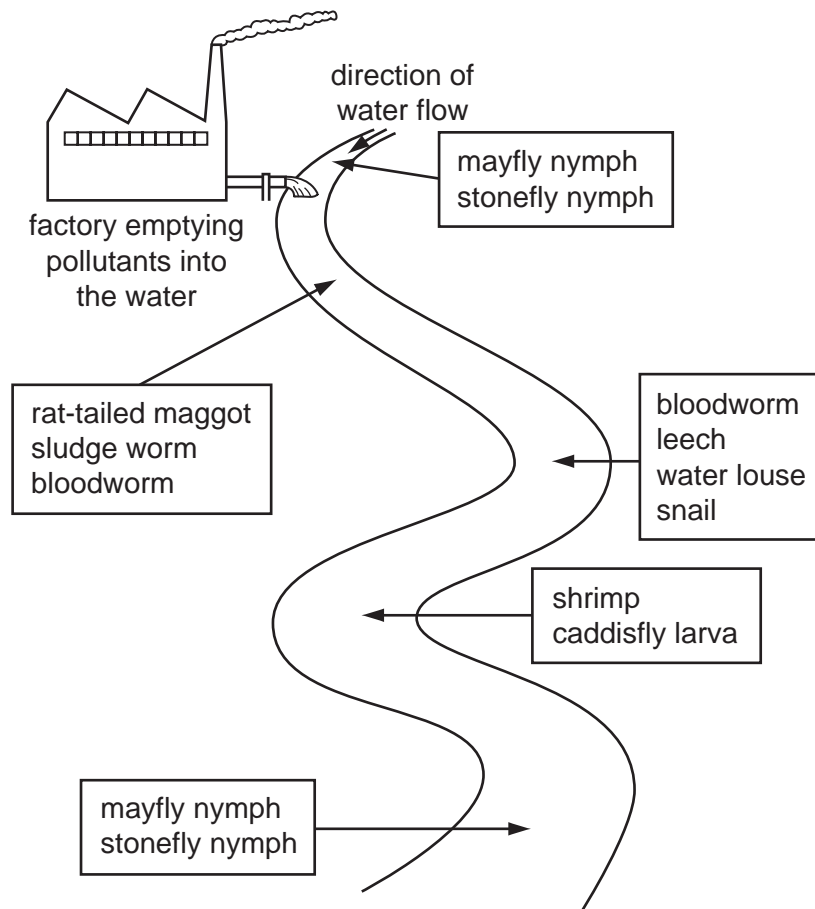 direction of
water flow
mayfly nymph
stonefly nymph
factory emptying
pollutants into
the water
rat-tailed maggot
sludge worm
bloodworm
bloodworm
leech
water louse
snail
shrimp
caddisfly larva
mayfly nymph
stonefly nymph